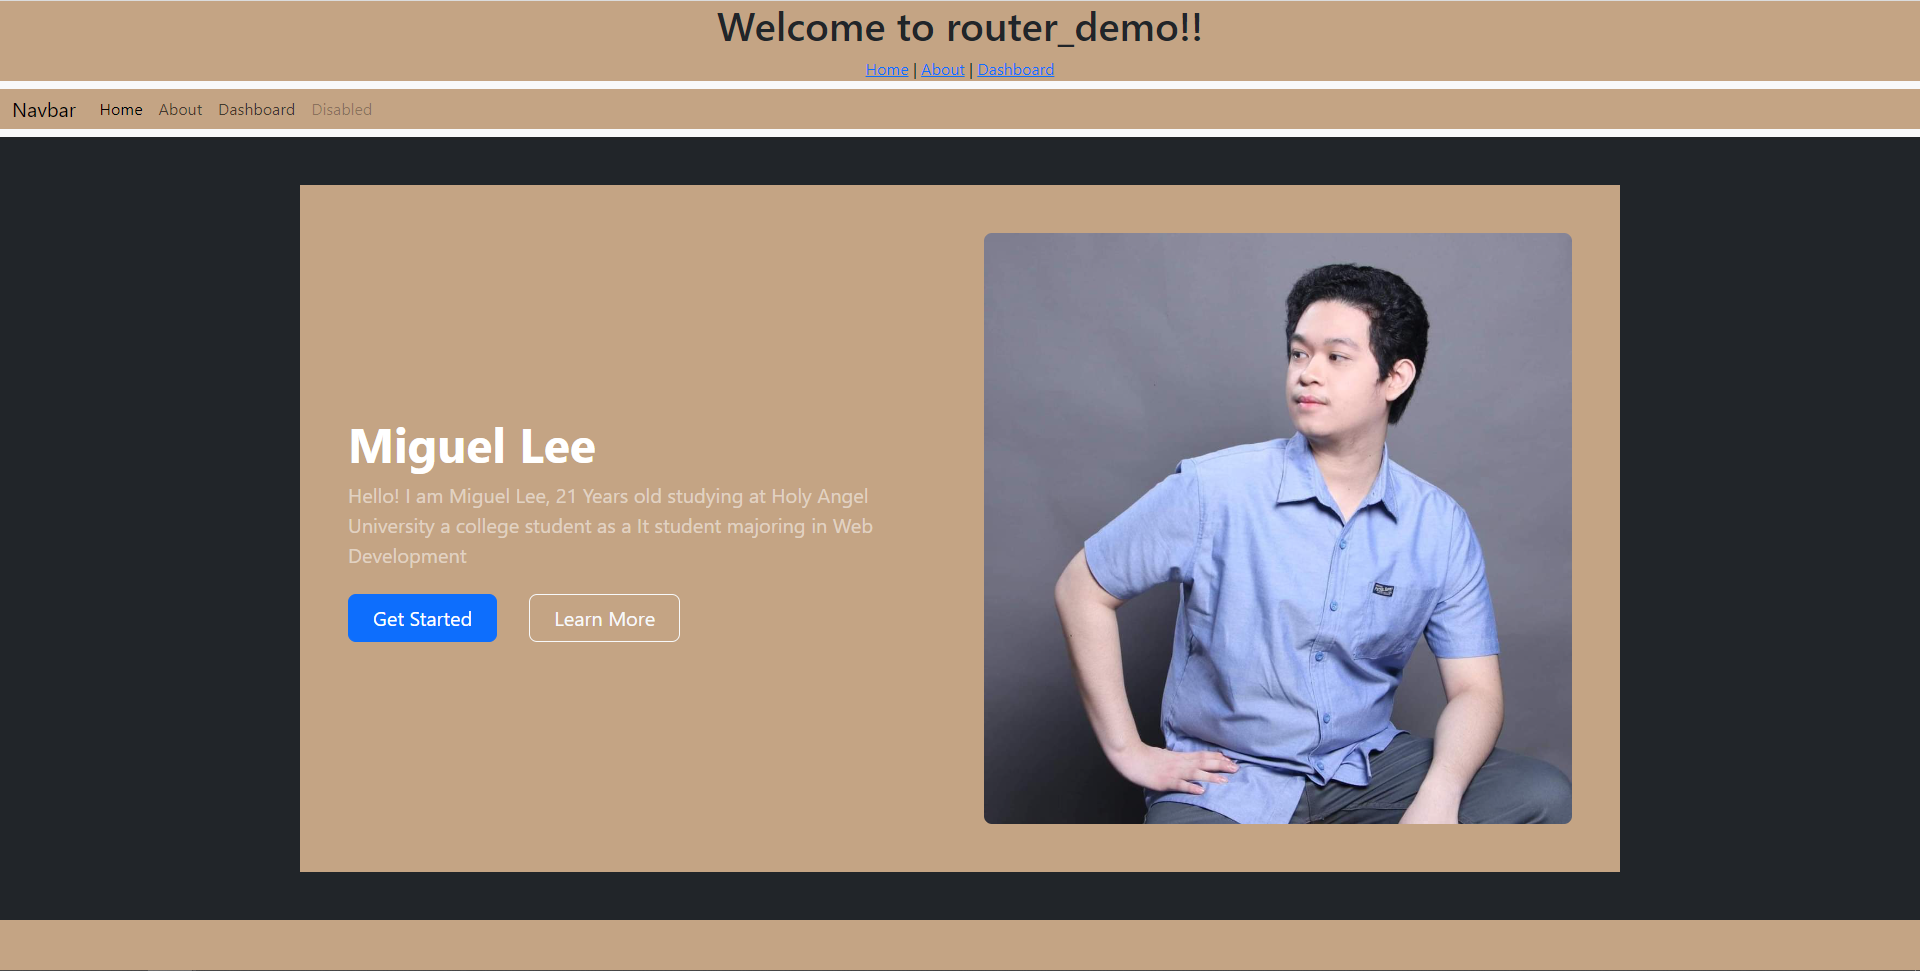 Welcome to router_demo!!
Home | About | Dashboard
Navbar Home About Dashboard Disabled
Miguel Lee
Hello! I am Miguel Lee, 21 Years old studying at Holy Angel
University a college student as a It student majoring in Web
Development
Get Started Learn More